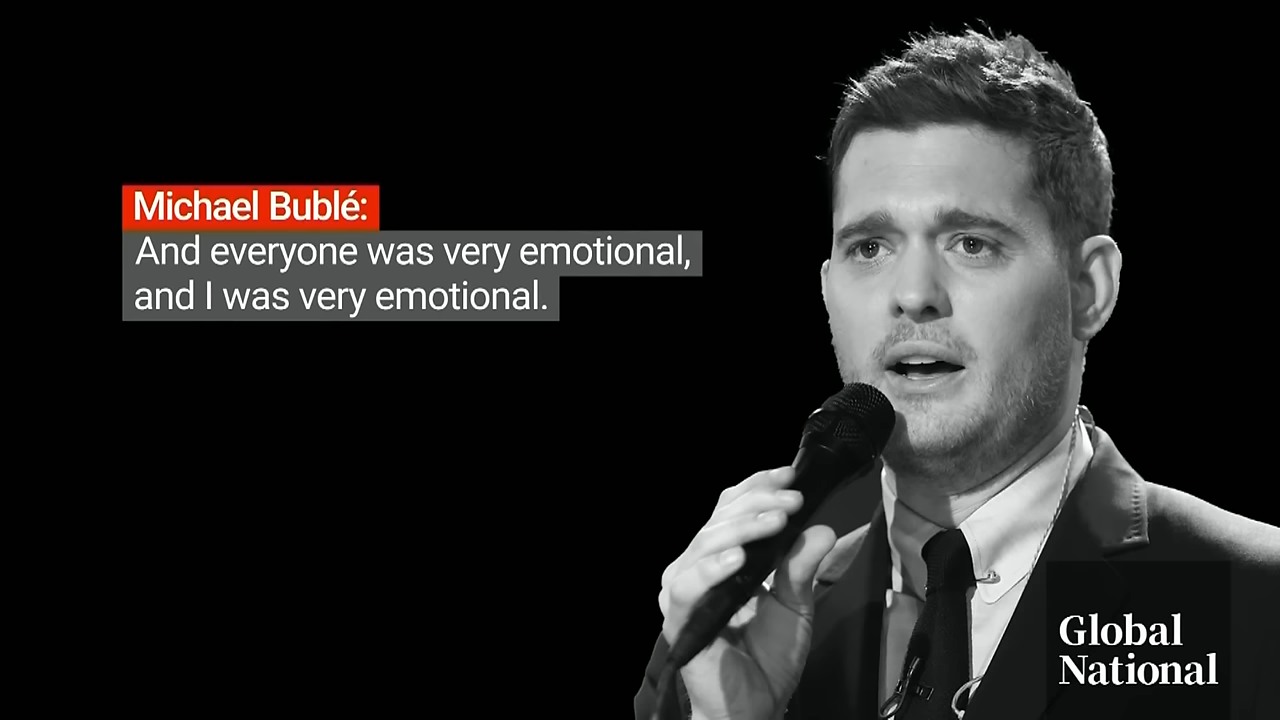 Michael Bublé:
And everyone was very emotional,
and I was very emotional.
Global
National